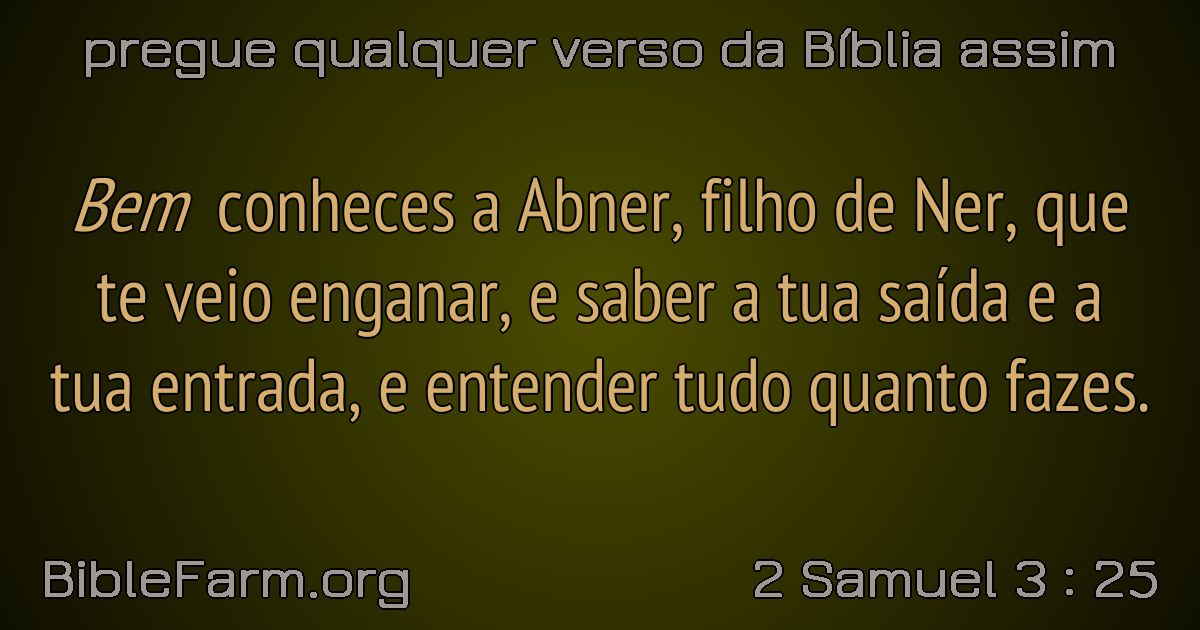 pregue qualquer verso da Bíblia assim
Bem conheces a Abner, filho de Ner, que
te veio enganar, e saber a tua saída e a
tua entrada, e entender tudo quanto fazes.
BibleFarm.org
2 Samuel 3 : 25